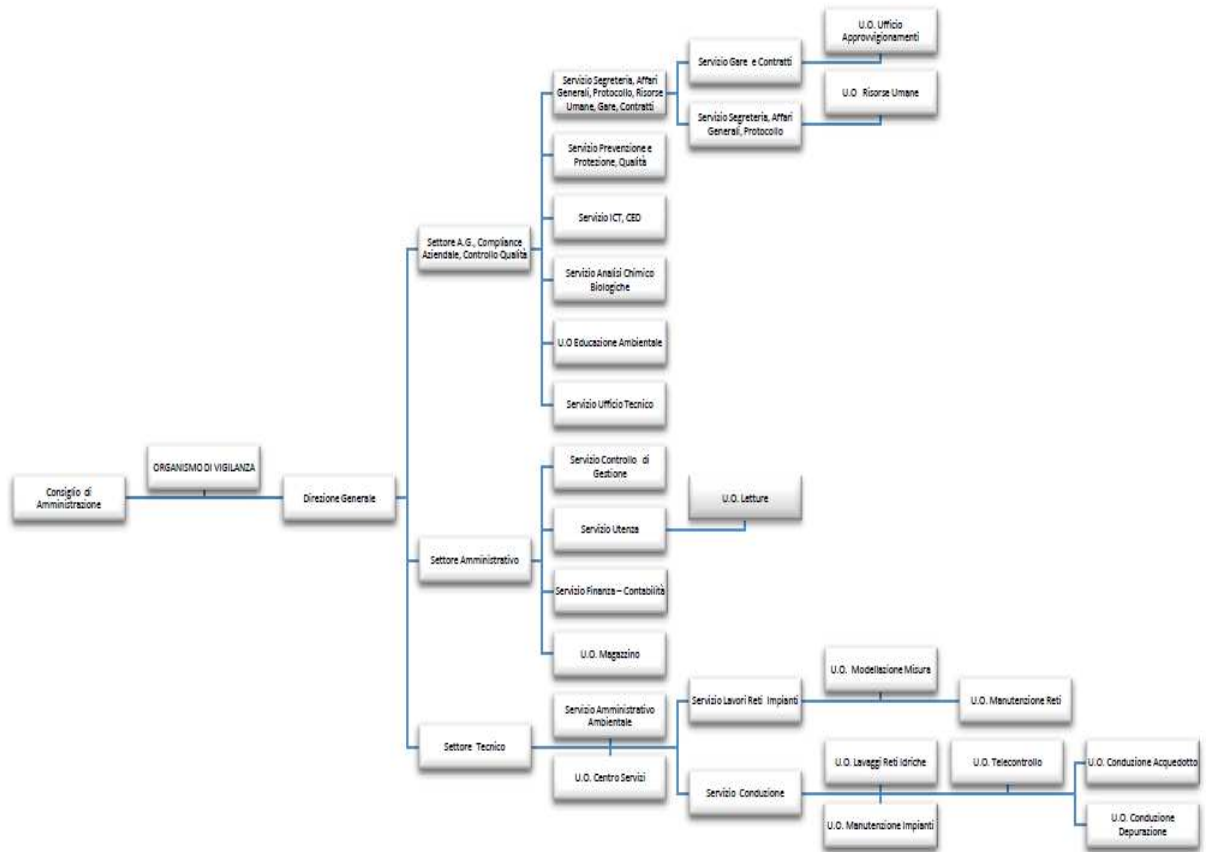 U.O. Ufficio
Approvvigionamenti
Servizio Gare e Contratti
Servizio Segreteria, Affari
Generali, Protocollo, Risorse
Umane, Gare, Contratti
U.O Risorse Umane
Servizio Segreteria, Affari
Generali, Protocollo
Servizio Prevenzione e
Protezione, Qualità
Servizio ICT, CED
Settore A.G., Compliance
Aziendale, Controllo Qualità
Servizio Analisi Chimico
Biologiche
U.O Educazione Ambientale
Servizio Ufficio Tecnico
Servizio Controllo di
Gestione
ORGANISMO DI VIGILANZA
Consiglio di
Amministrazione
Direzione Generale
U.O. Letture
Servizio Utenza
Settore Amministrativo
Servizio Finanza – Contabilità
U.O. Magazzino
U.O. Modellazione Misura
Servizio Amministrativo
Ambientale
Servizio Lavori Reti Impianti
U.O. Manutenzione Reti
Settore Tecnico
U.O. Centro Servizi
U.O. Lavaggi Reti Idriche
U.O. Telecontrollo
U.O. Conduzione Acquedotto
Servizio Conduzione
U.O. Manutenzione Impianti
U.O. Conduzione
Depurazione